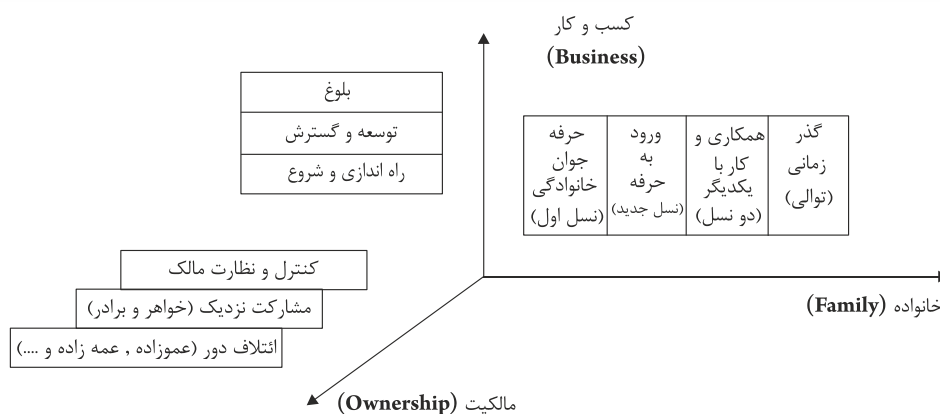 کسب و کار
(Business)
بلوغ
توسعه و گسترش
راه اندازی و شروع
حرفه
جوان
خانوادگی
(نسل اول)
ورود
به
حرفه
(نسل جدید)
همکاری و
کار با
یکدیگر
(دو نسل)
گذر
زمانی
(توالی)
کنترل و نظارت مالک
مشارکت نزدیک (خواهر و برادر)
ائتلاف دور (عموزاده , عمه زاده و ....)
خانواده (Family)
مالکیت (Ownership)